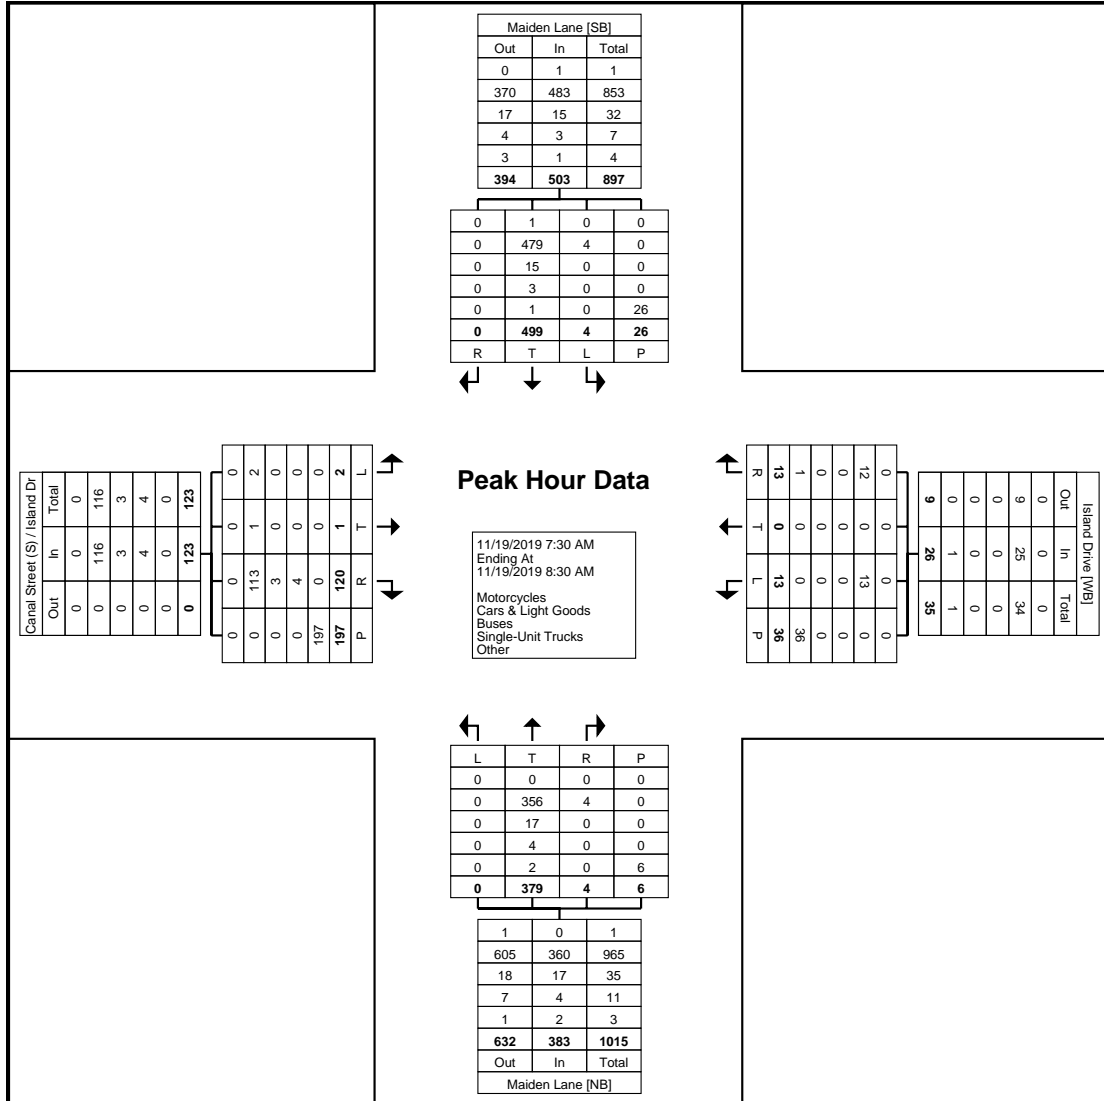 Maiden Lane [SB]
Out In Total
0 1 1
370 483 853
17 15 32
4 3 7
3 1 4
394 503 897
0 1 0 0
0 479 4 0
0 15 0 0
0 3 0 0
0 1 0 26
0 499 4 26
R T L P
Canal Street (S) / Island Dr
Total 0 116 3 4 0 123
In 0 116 3 4 0 123
Out 0 0 0 0 0 0
0 2 0 0 0 2 L
0 1 0 0 0 1 T
0 113 3 4 0 120 R
0 0 0 0 197 197 P
Peak Hour Data
11/19/2019 7:30 AM
Ending At
11/19/2019 8:30 AM
Motorcycles
Cars & Light Goods
Buses
Single-Unit Trucks
Other
R 13 1 0 0 12 0
T 0 0 0 0 0 0
L 13 0 0 0 13 0
P 36 36 0 0 0 0
9 0 0 0 9 0 Out
26 1 0 0 25 0 In
35 1 0 0 34 0 Total
Island Drive [WB]
L T R P
0 0 0 0
0 356 4 0
0 17 0 0
0 4 0 0
0 2 0 6
0 379 4 6
1 0 1
605 360 965
18 17 35
7 4 11
1 2 3
632 383 1015
Out In Total
Maiden Lane [NB]